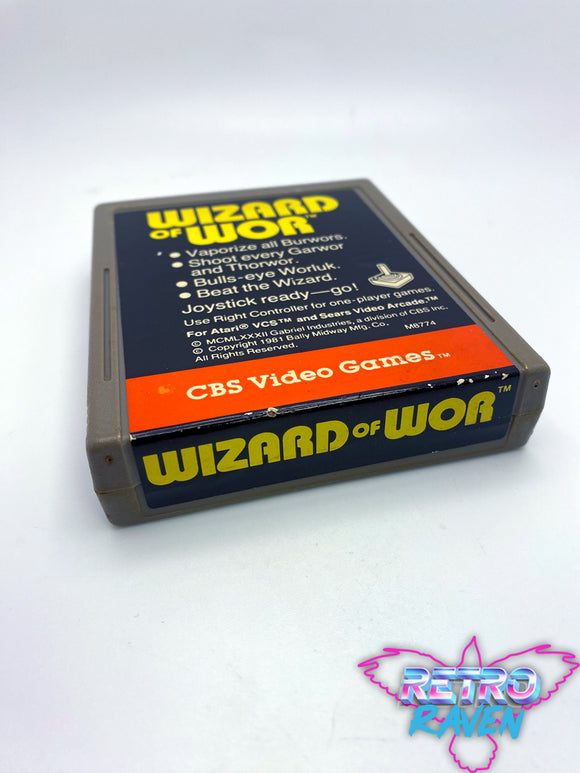 WIZARD
OF WOR™
• Vaporize all Burwors.
• Shoot every Garwor
and Thorwor.
• Bulls-eye Worluk.
• Beat the Wizard.
Joystick ready—go!
Use Right Controller for one-player games.
For Atari® VCS™ and Sears Video Arcade.™
© MCMLXXXII Gabriel Industries, a division of CBS Inc.
© Copyright 1981 Bally Midway Mfg. Co.
All Rights Reserved. M8774
CBS Video Games™
WIZARD OF WOR™
RETRO
RAVEN